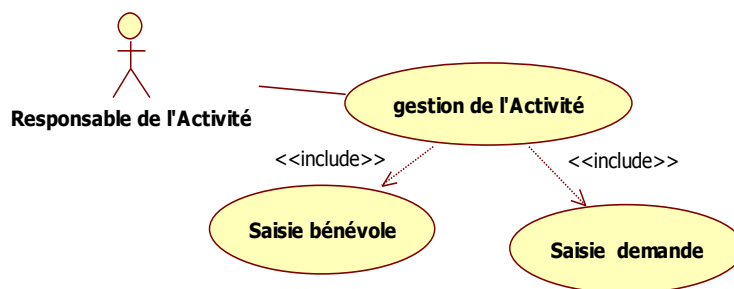 gestion de l'Activité
Responsable de l'Activité
<<include>>
<<include>>
Saisie bénévole
Saisie demande